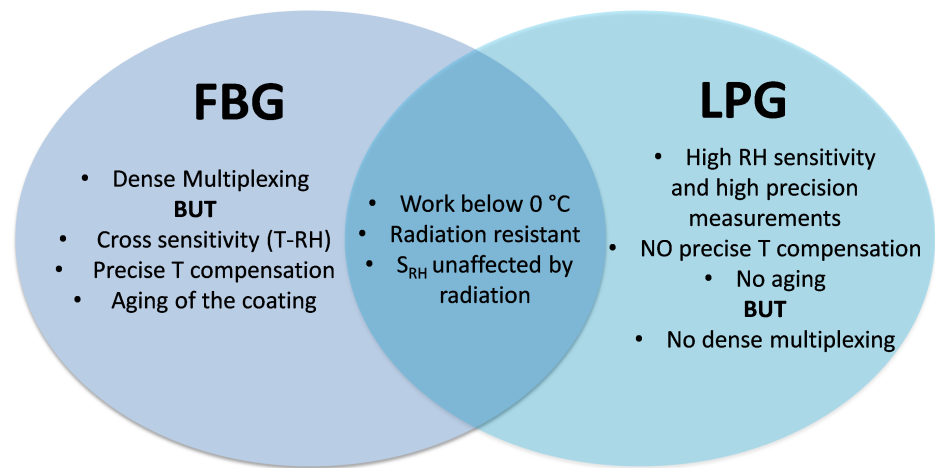 FBG
• Dense Multiplexing
BUT
• Cross sensitivity (T-RH)
• Precise T compensation
• Aging of the coating
• Work below 0 °C
• Radiation resistant
• SRH unaffected by
radiation
LPG
• High RH sensitivity
and high precision
measurements
• NO precise T compensation
• No aging
BUT
• No dense multiplexing